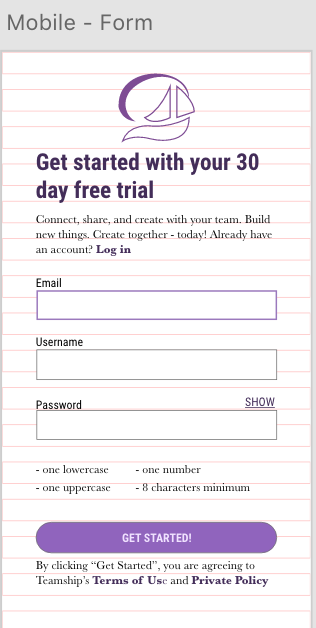 Mobile - Form
Get started with your 30
day free trial
Connect, share, and create with your team. Build
new things. Create together - today! Already have
an account? Log in
Email
Username
Password SHOW
- one lowercase - one number
- one uppercase - 8 characters minimum
GET STARTED!
By clicking “Get Started”, you are agreeing to
Teamship’s Terms of Use and Private Policy